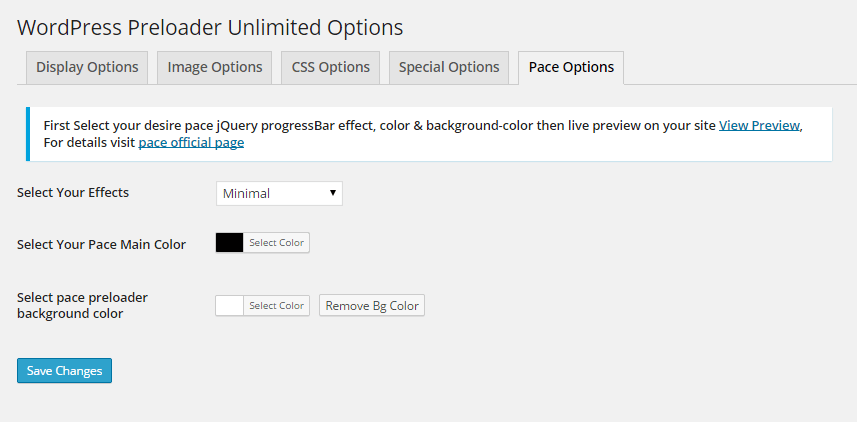 WordPress Preloader Unlimited Options
Display Options Image Options CSS Options Special Options Pace Options
First Select your desire pace jQuery progressBar effect, color & background-color then live preview on your site View Preview,
For details visit pace official page
Select Your Effects Minimal
Select Your Pace Main Color Select Color
Select pace preloader
background color
Select Color Remove Bg Color
Save Changes